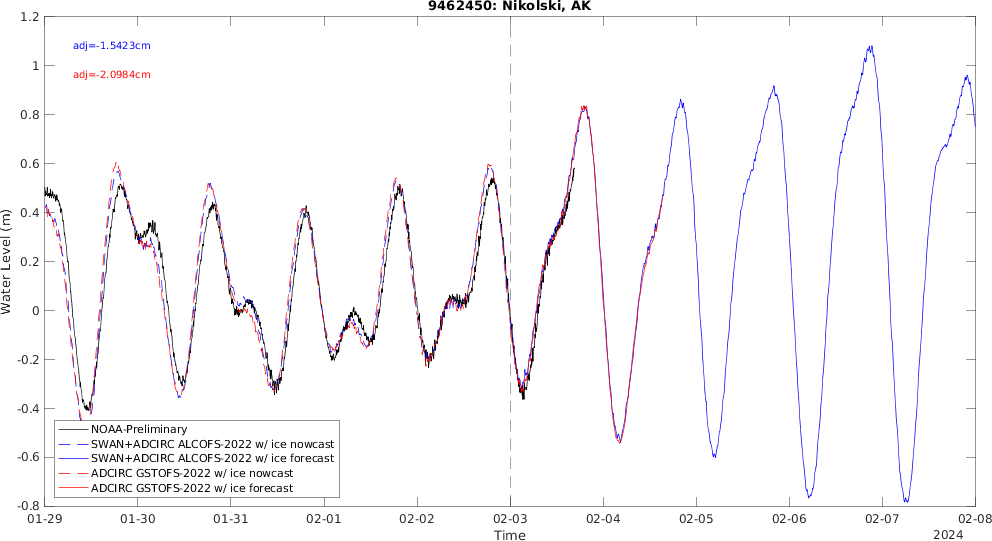 9462450: Nikolski, AK
adj=-1.5423cm
adj=-2.0984cm
Water Level (m)
1.2
1
0.8
0.6
0.4
0.2
0
-0.2
-0.4
-0.6
-0.8
NOAA-Preliminary
SWAN+ADCIRC ALCOFS-2022 w/ ice nowcast
SWAN+ADCIRC ALCOFS-2022 w/ ice forecast
ADCIRC GSTOFS-2022 w/ ice nowcast
ADCIRC GSTOFS-2022 w/ ice forecast
01-29 01-30 01-31 02-01 02-02 02-03 02-04 02-05 02-06 02-07 02-08
Time
2024